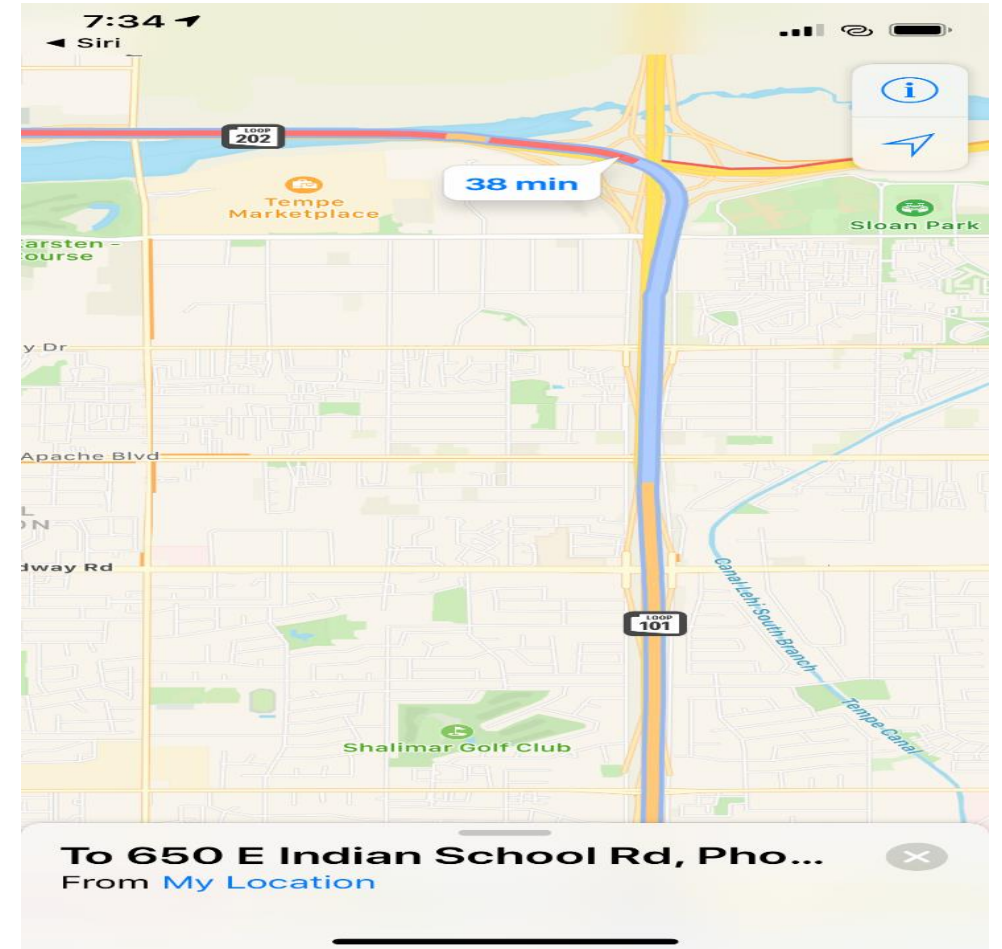 7:34
Siri
LOOP
202
38 min
Tempe
Marketplace
Sloan Park
arsten -
ourse
y Dr
Apache Blvd
L
ON
dway Rd
Canal Lehi South Branch
LOOP
101
Tempe Canal
Shalimar Golf Club
To 650 E Indian School Rd, Pho...
From My Location